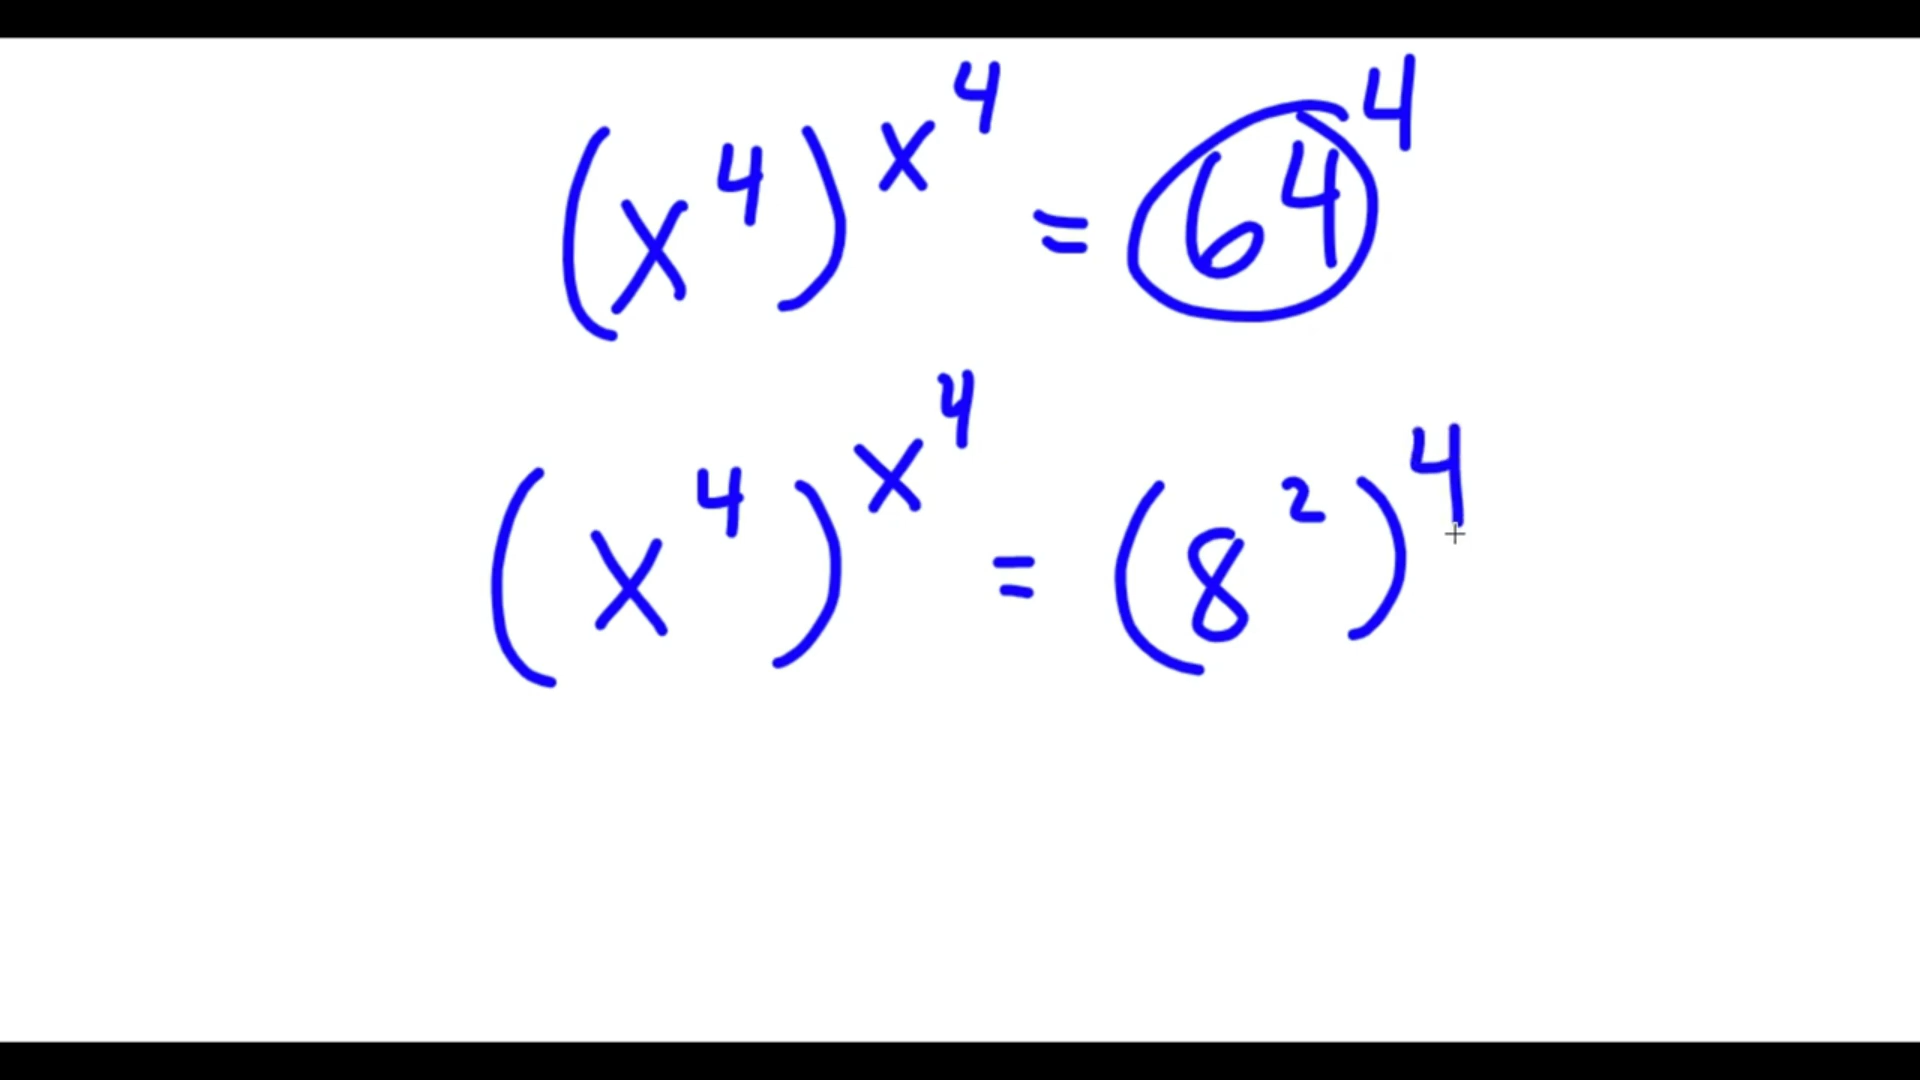 (x⁴)^x⁴ = 64⁴
(x⁴)^x⁴ = (8²)⁴